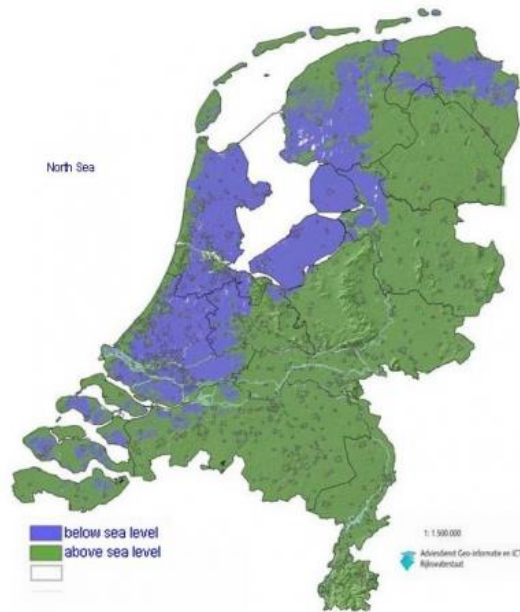 North Sea
below sea level
above sea level
1: 1.500.000
Adviesdienst Geo-informatie en ICT
Rijkswaterstaat